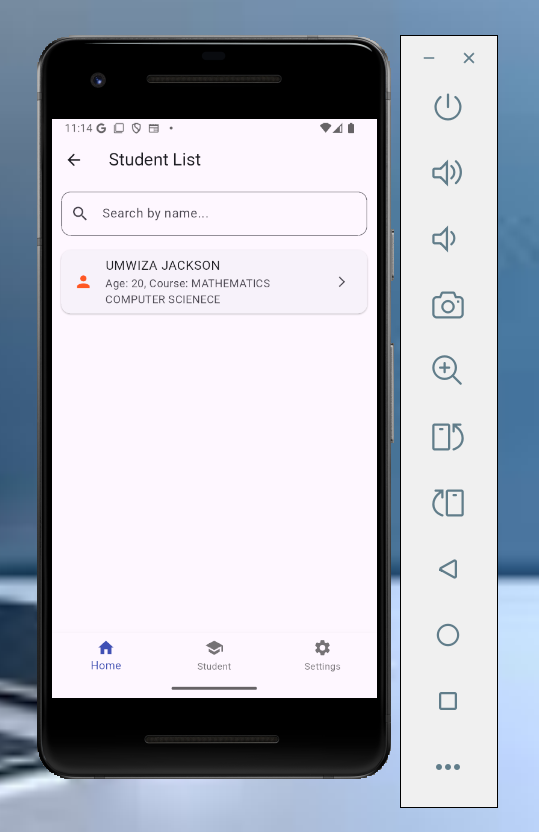 11:14
Student List
Search by name...
UMWIZA JACKSON
Age: 20, Course: MATHEMATICS
COMPUTER SCIENECE
Home
Student
Settings